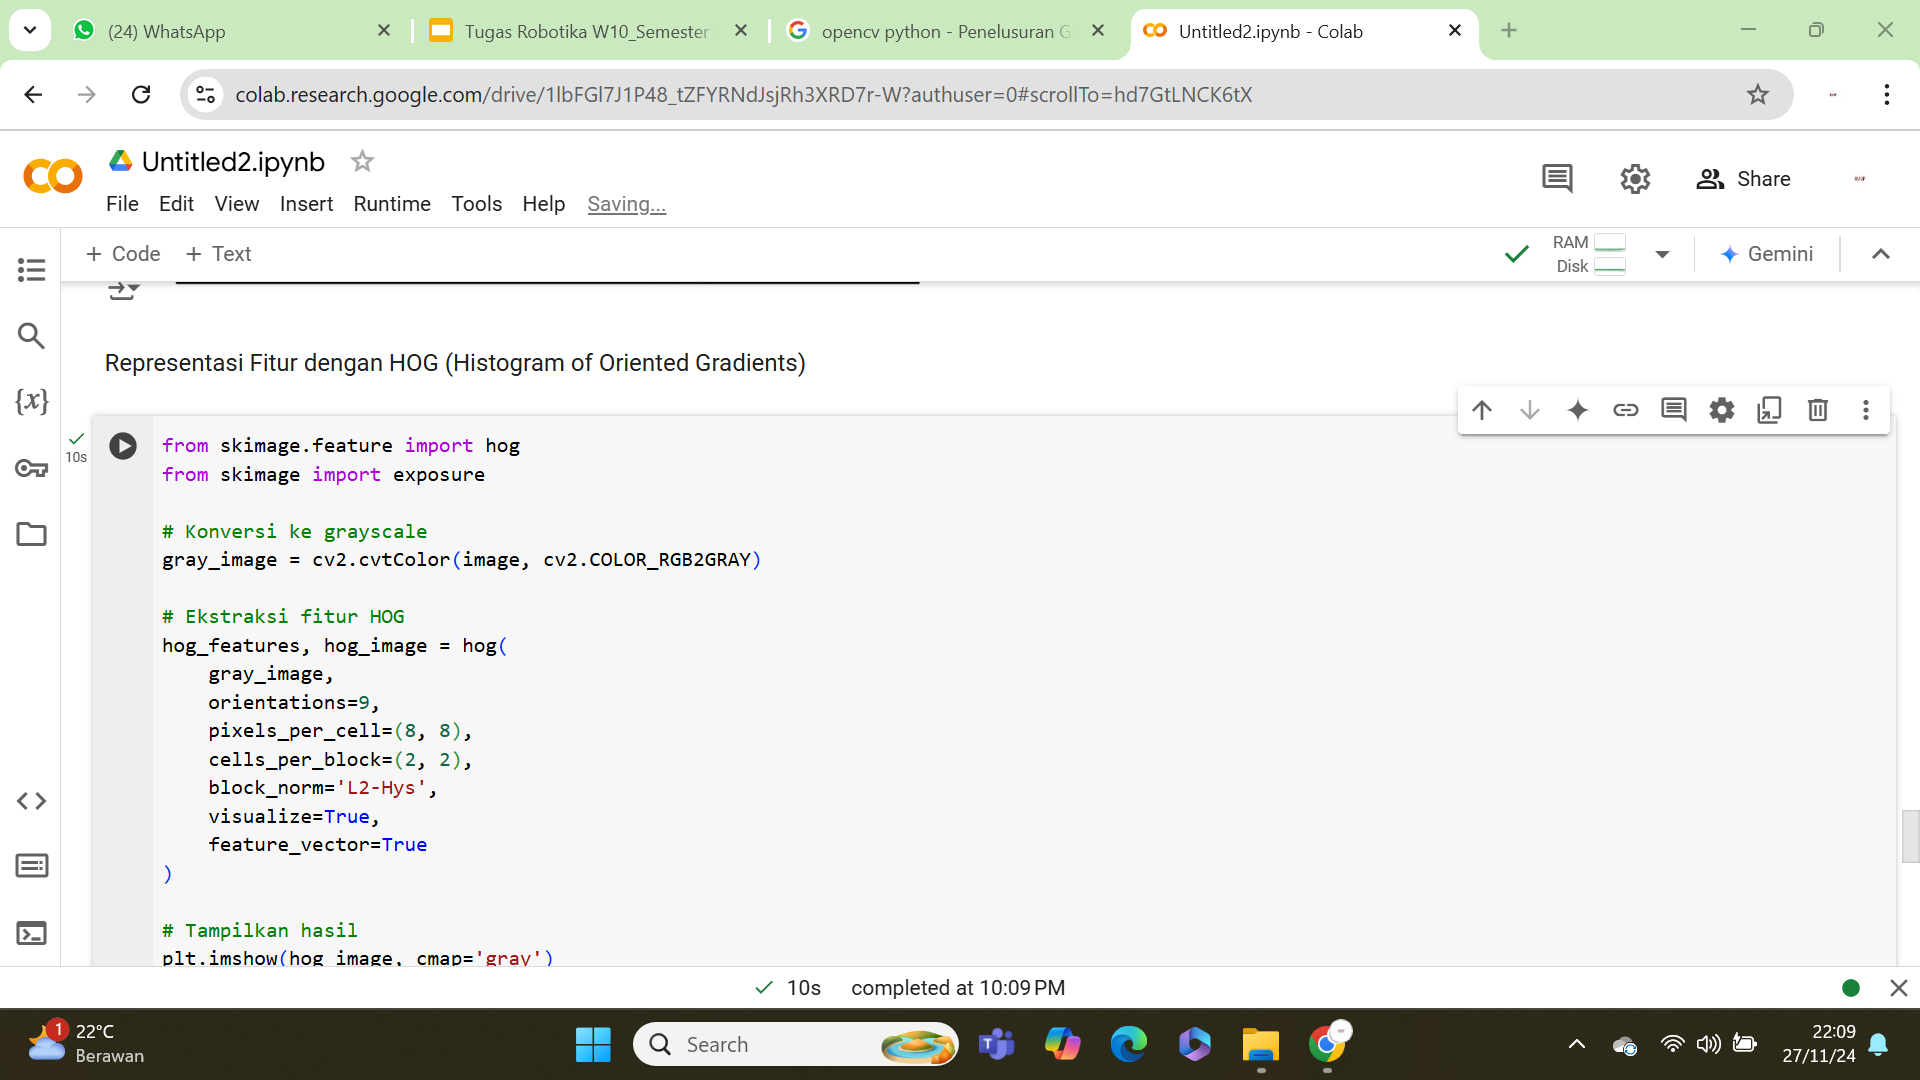 (24) WhatsApp
Tugas Robotika W10_Semester
opencv python - Penelusuran G
Untitled2.ipynb - Colab
colab.research.google.com/drive/1lbFGl7J1P48_tZFYRNdJsjRh3XRD7r-W?authuser=0#scrollTo=hd7GtLNCK6tX
Untitled2.ipynb
File Edit View Insert Runtime Tools Help Saving...
Share
+ Code + Text
RAM
Disk
Gemini
Representasi Fitur dengan HOG (Histogram of Oriented Gradients)
10s
from skimage.feature import hog
from skimage import exposure
# Konversi ke grayscale
gray_image = cv2.cvtColor(image, cv2.COLOR_RGB2GRAY)
# Ekstraksi fitur HOG
hog_features, hog_image = hog(
    gray_image,
    orientations=9,
    pixels_per_cell=(8, 8),
    cells_per_block=(2, 2),
    block_norm='L2-Hys',
    visualize=True,
    feature_vector=True
)
# Tampilkan hasil
plt.imshow(hog_image, cmap='gray')
10s completed at 10:09 PM
1
22°C
Berawan
Search
22:09
27/11/24